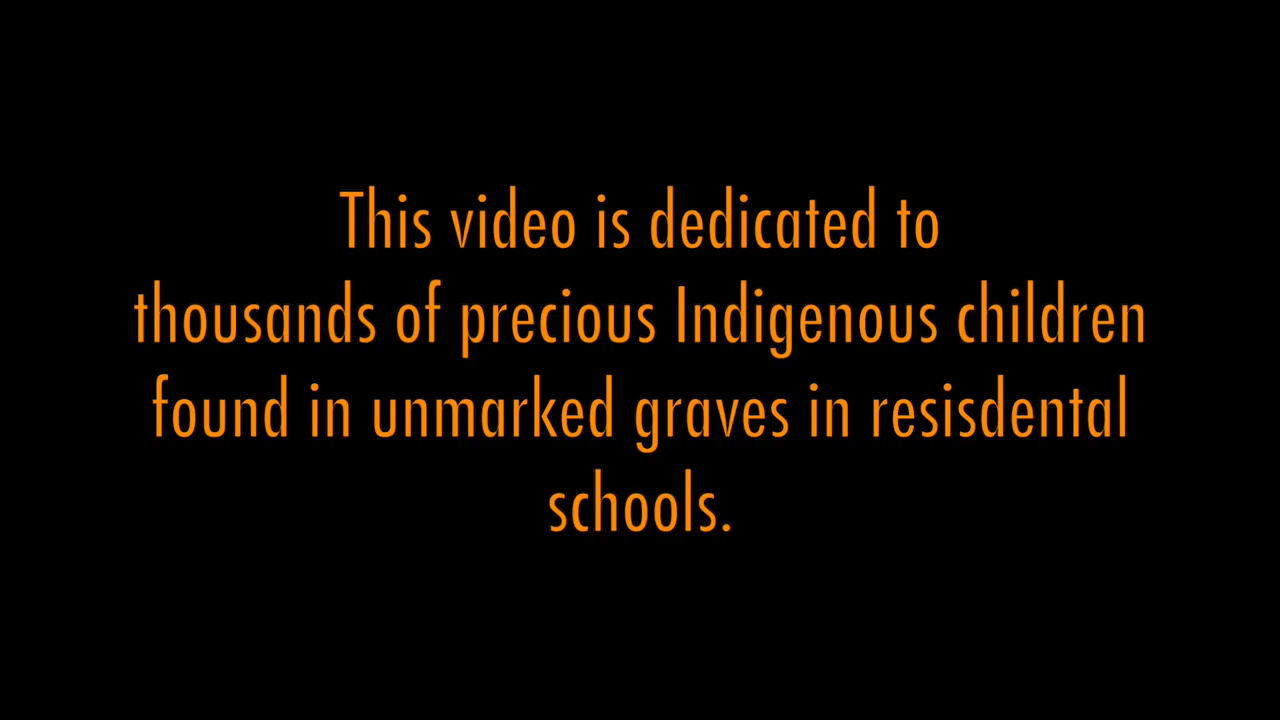 This video is dedicated to
thousands of precious Indigenous children
found in unmarked graves in resisdental
schools.